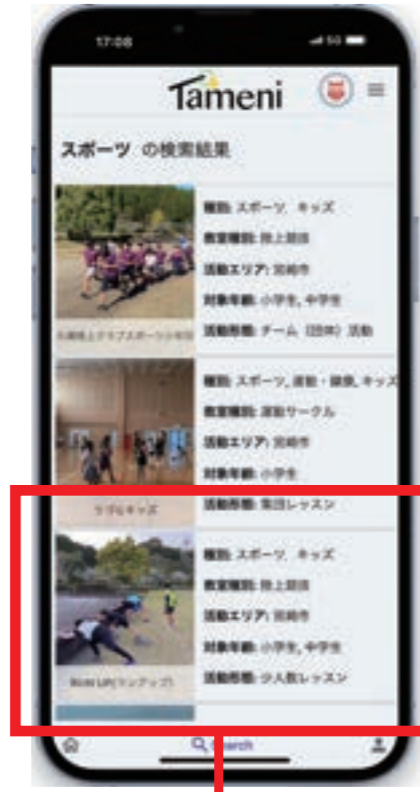 17:08
5G
Tameni
スポーツ の検索結果
種別: スポーツ, キッズ
教室種別: 陸上競技
活動エリア: 宮崎市
対象年齢: 小学生, 中学生
活動形態: チーム (団体) 活動
種別: スポーツ, 運動・健康, キッズ
教室種別: 運動サークル
活動エリア: 宮崎市
対象年齢: 小学生
活動形態: 集団レッスン
種別: スポーツ, キッズ
教室種別: 陸上競技
活動エリア: 宮崎市
対象年齢: 小学生, 中学生
活動形態: 少人数レッスン
RUN UP(ランアップ)
Search